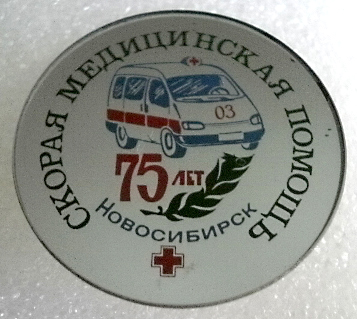 СКОРАЯ МЕДИЦИНСКАЯ ПОМОЩЬ
03
75 ЛЕТ
НОВОСИБИРСК